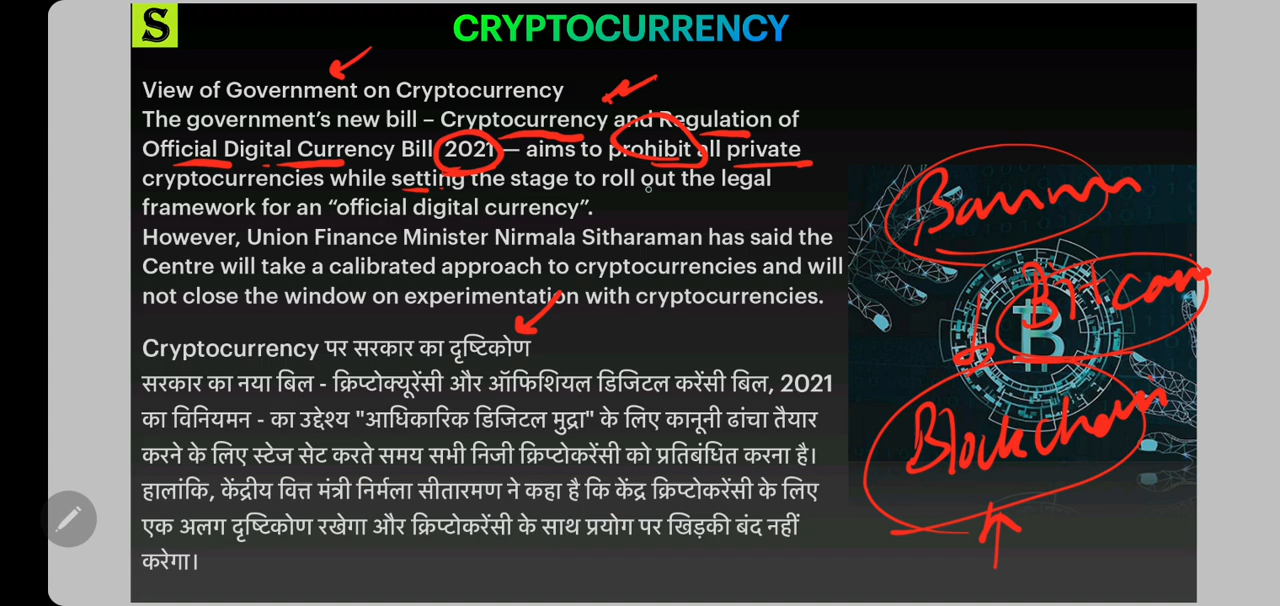 S
CRYPTOCURRENCY
View of Government on Cryptocurrency
The government's new bill – Cryptocurrency and Regulation of
Official Digital Currency Bill, 2021 — aims to prohibit all private
cryptocurrencies while setting the stage to roll out the legal
framework for an “official digital currency”.
However, Union Finance Minister Nirmala Sitharaman has said the
Centre will take a calibrated approach to cryptocurrencies and will
not close the window on experimentation with cryptocurrencies.
Cryptocurrency पर सरकार का दृष्टिकोण
सरकार का नया बिल - क्रिप्टोक्यूरेंसी और ऑफिशियल डिजिटल करेंसी बिल, 2021
का विनियमन - का उद्देश्य "आधिकारिक डिजिटल मुद्रा" के लिए कानूनी ढांचा तैयार
करने के लिए स्टेज सेट करते समय सभी निजी क्रिप्टोकरेंसी को प्रतिबंधित करना है।
हालांकि, केंद्रीय वित्त मंत्री निर्मला सीतारमण ने कहा है कि केंद्र क्रिप्टोकरेंसी के लिए
एक अलग दृष्टिकोण रखेगा और क्रिप्टोकरेंसी के साथ प्रयोग पर खिड़की बंद नहीं
करेगा।
Blockchain